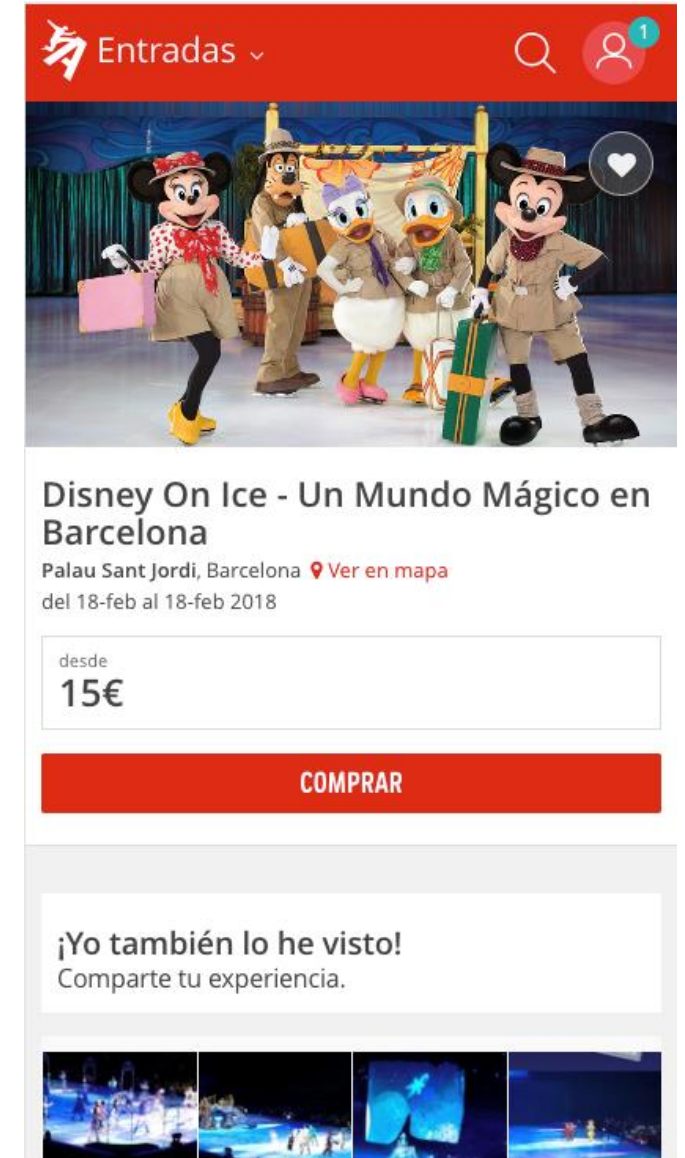 Entradas
1
Disney On Ice - Un Mundo Mágico en
Barcelona
Palau Sant Jordi, Barcelona Ver en mapa
del 18-feb al 18-feb 2018
desde
15€
COMPRAR
¡Yo también lo he visto!
Comparte tu experiencia.